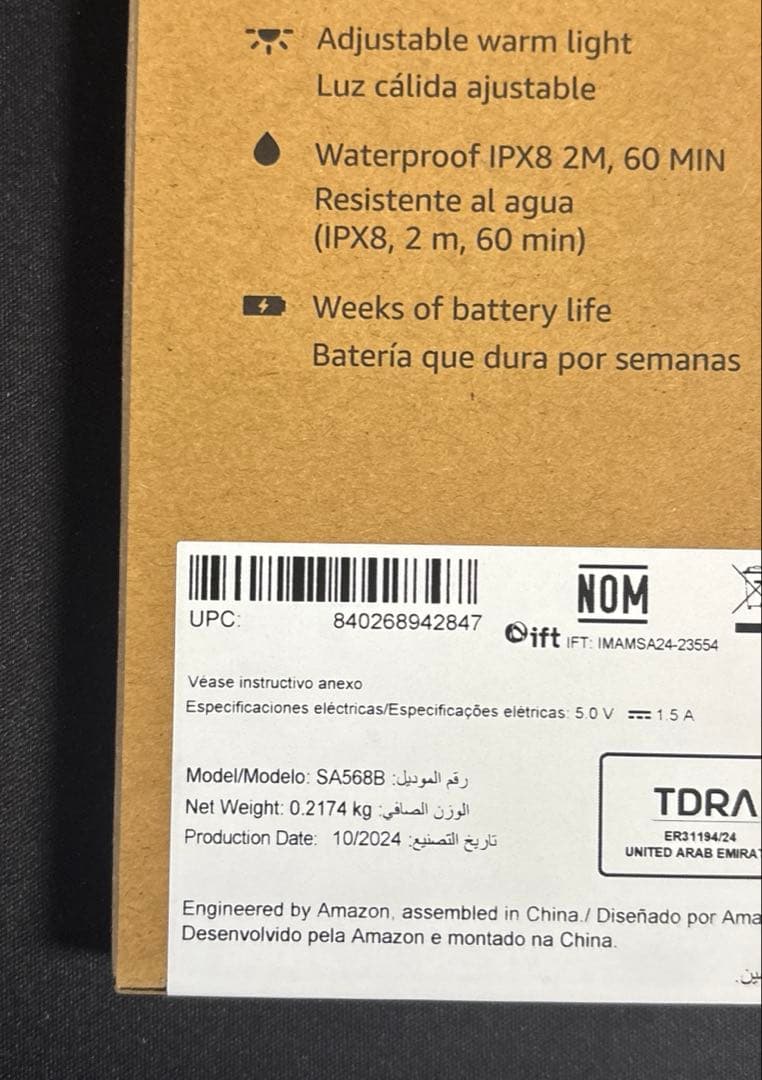 Adjustable warm light
Luz cálida ajustable
Waterproof IPX8 2M, 60 MIN
Resistente al agua
(IPX8, 2 m, 60 min)
Weeks of battery life
Batería que dura por semanas
UPC: 840268942847
NOM
ift IFT: IMAMSA24-23554
Véase instructivo anexo
Especificaciones eléctricas/Especificações elétricas: 5.0 V ⎓ 1.5 A
Model/Modelo: SA568B :رقم الموديل
Net Weight: 0.2174 kg :الوزن الصافي
Production Date: 10/2024 :تاريخ التصنيع
TDRA
ER31194/24
UNITED ARAB EMIRAT
Engineered by Amazon, assembled in China./ Diseñado por Ama
Desenvolvido pela Amazon e montado na China.